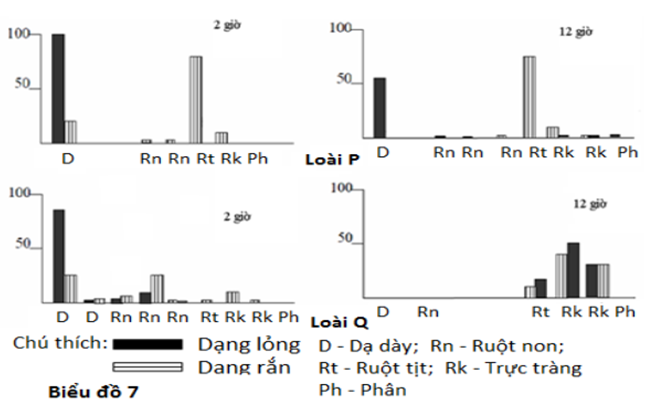 2 giờ
100
50
D Rn Rn Rt Rk Ph
12 giờ
100
50
D Rn Rn Rn Rt Rk Rk Ph
Loài P
2 giờ
100
50
D D Rn Rn Rn Rt Rk Rk Ph
12 giờ
100
50
D Rn Rt Rk Rk Ph
Loài Q
Chú thích: Dạng lỏng
Dang rắn
D - Dạ dày; Rn - Ruột non;
Rt - Ruột tịt; Rk - Trực tràng
Ph - Phân
Biểu đồ 7